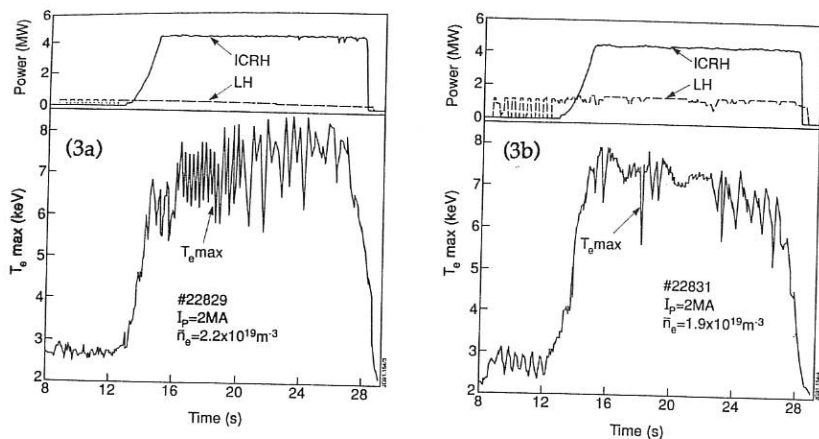 6
4
2
0
Power (MW)
ICRH
LH
(3a)
8
7
6
5
4
3
2
Tₑ max (keV)
Tₑmax
#22829
Iₚ=2MA
n̄ₑ=2.2x10¹⁹m⁻³
8 12 16 20 24 28
Time (s)
6
4
2
0
Power (MW)
ICRH
LH
(3b)
8
7
6
5
4
3
2
Tₑ max (keV)
Tₑmax
#22831
Iₚ=2MA
n̄ₑ=1.9x10¹⁹m⁻³
8 12 16 20 24 28
Time (s)